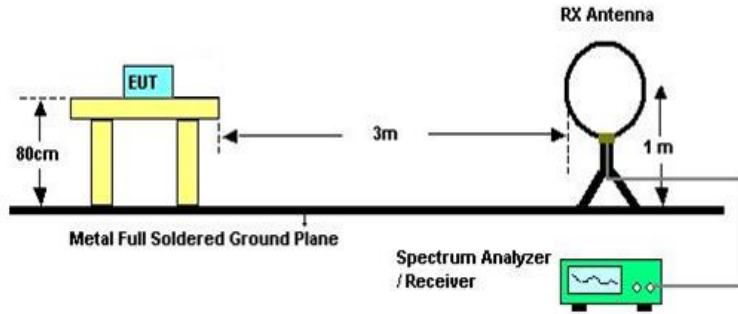 RX Antenna
EUT
80cm
3m
1 m
Metal Full Soldered Ground Plane
Spectrum Analyzer
/ Receiver